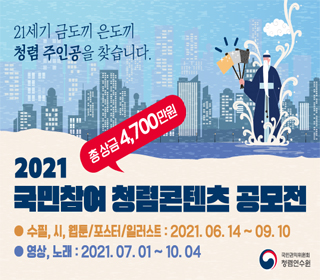 21세기 금도끼 은도끼
청렴 주인공을 찾습니다.
총 상금 4,700만원
2021
국민참여 청렴콘텐츠 공모전
● 수필, 시, 웹툰/포스터/일러스트 : 2021. 06. 14 ~ 09. 10
● 영상, 노래 : 2021. 07. 01 ~ 10. 04
국민권익위원회
청렴연수원